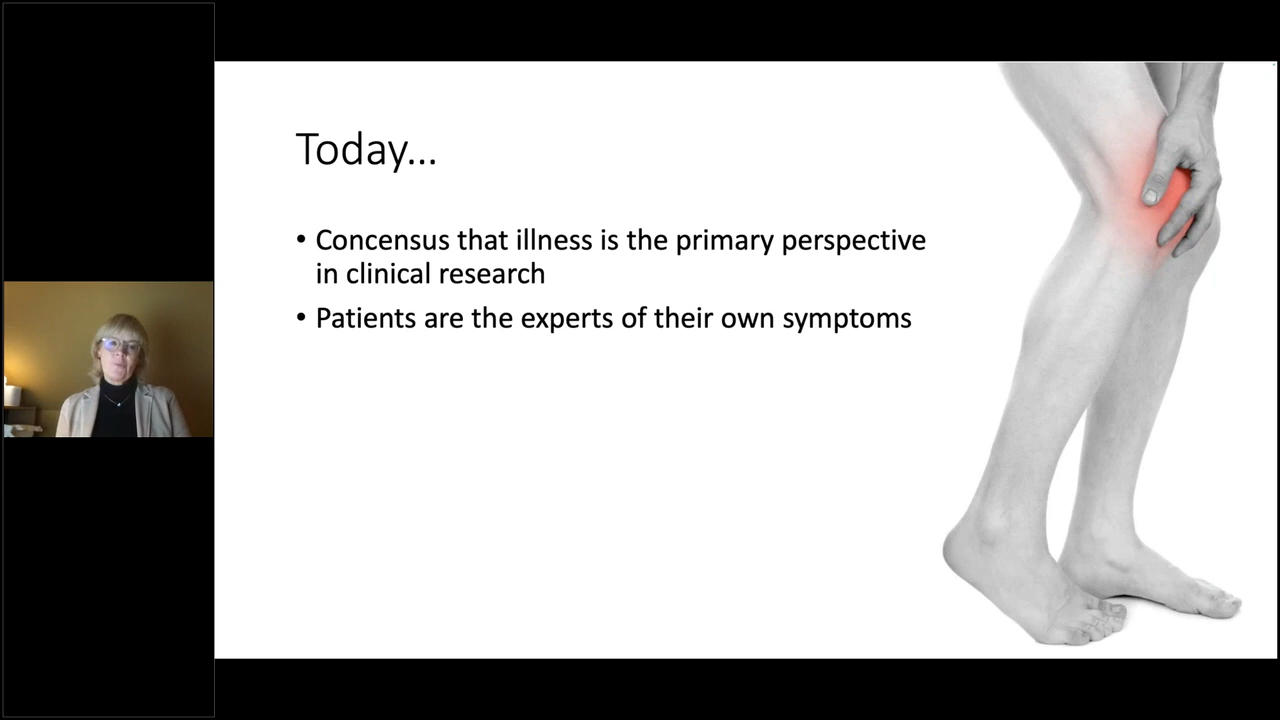 Today...
• Concensus that illness is the primary perspective
in clinical research
• Patients are the experts of their own symptoms